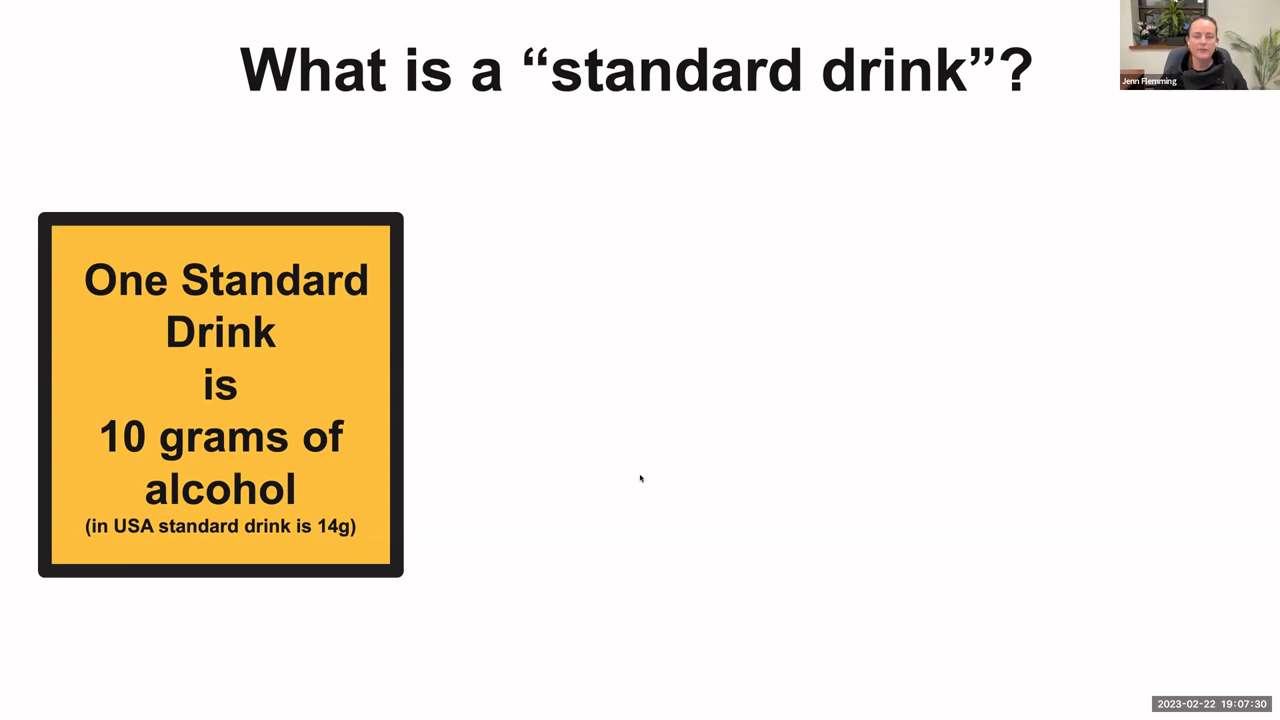 What is a “standard drink”?
Jenn Flemming
One Standard
Drink
is
10 grams of
alcohol
(in USA standard drink is 14g)
2023-02-22 19:07:30